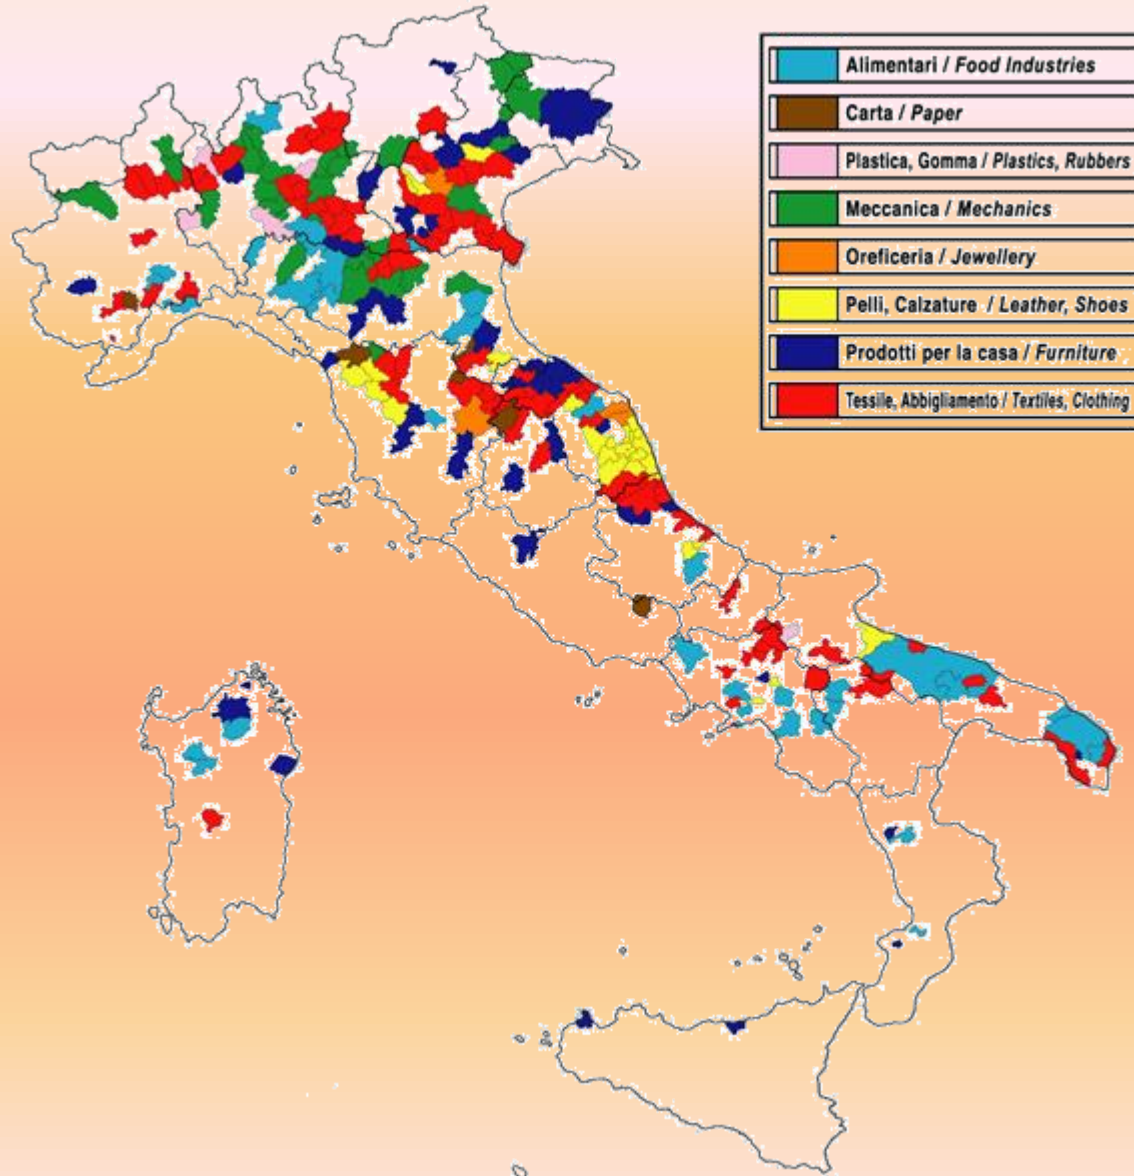 Alimentari / Food Industries
Carta / Paper
Plastica, Gomma / Plastics, Rubbers
Meccanica / Mechanics
Oreficeria / Jewellery
Pelli, Calzature / Leather, Shoes
Prodotti per la casa / Furniture
Tessile, Abbigliamento / Textiles, Clothing